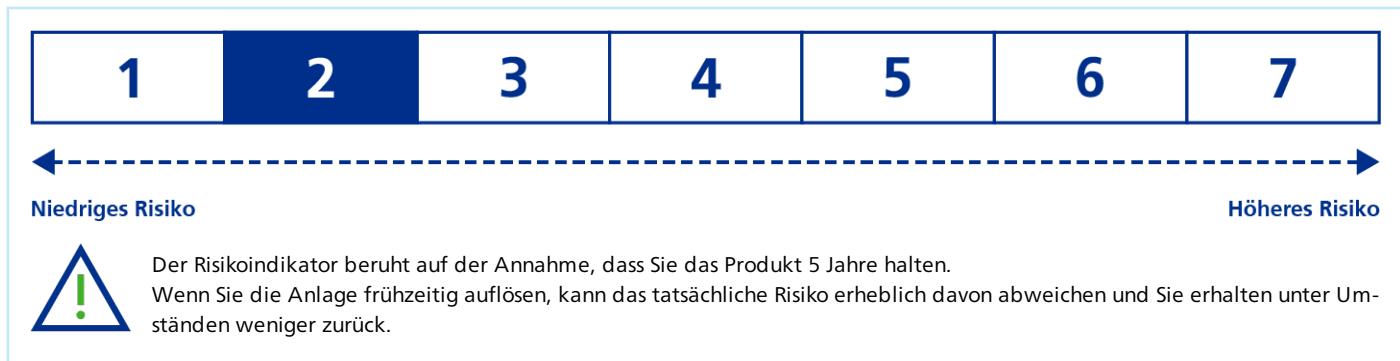 1 2 3 4 5 6 7
Niedriges Risiko Höheres Risiko
Der Risikoindikator beruht auf der Annahme, dass Sie das Produkt 5 Jahre halten.
Wenn Sie die Anlage frühzeitig auflösen, kann das tatsächliche Risiko erheblich davon abweichen und Sie erhalten unter Um-
ständen weniger zurück.